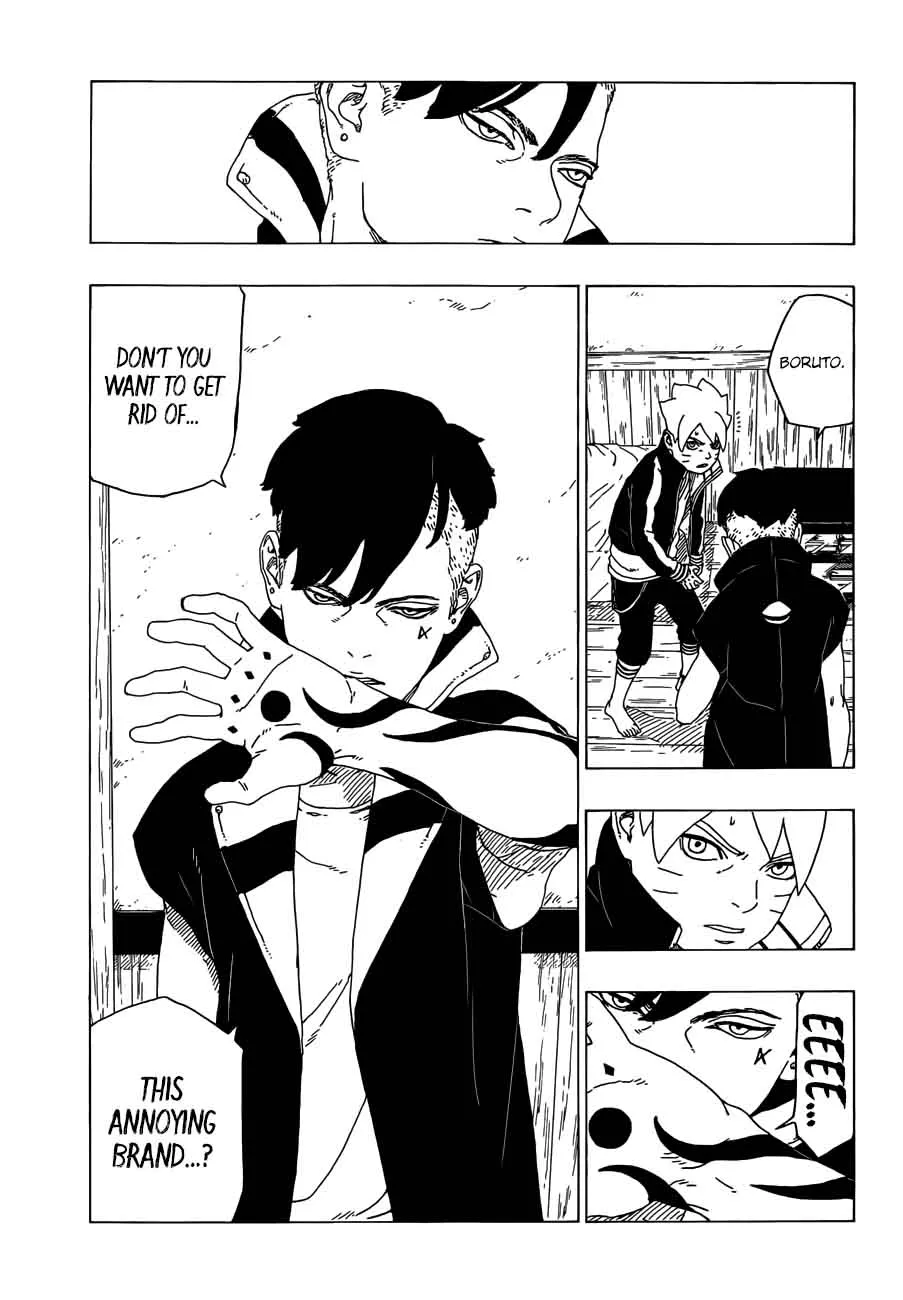 BORUTO.
EEEE...
DON'T YOU
WANT TO GET
RID OF...
THIS
ANNOYING
BRAND...?